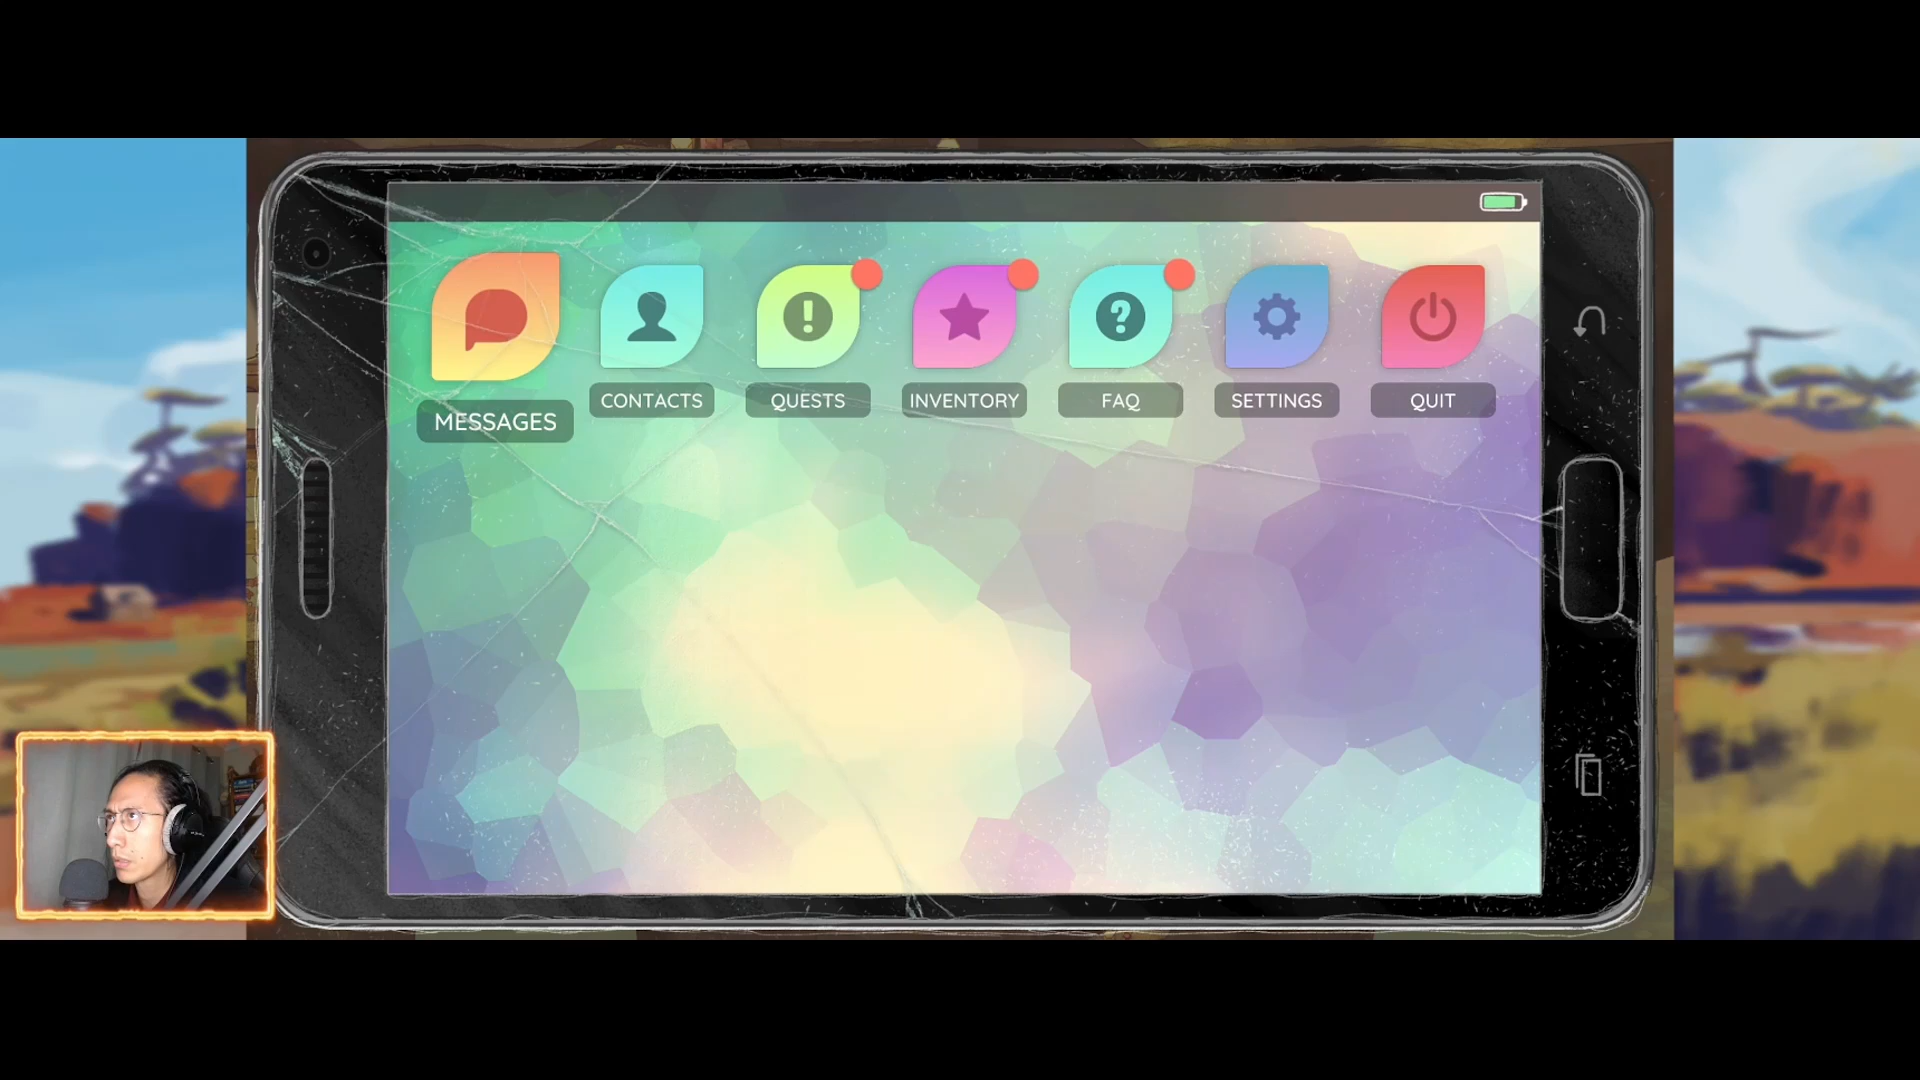 MESSAGES
CONTACTS
QUESTS
INVENTORY
FAQ
SETTINGS
QUIT